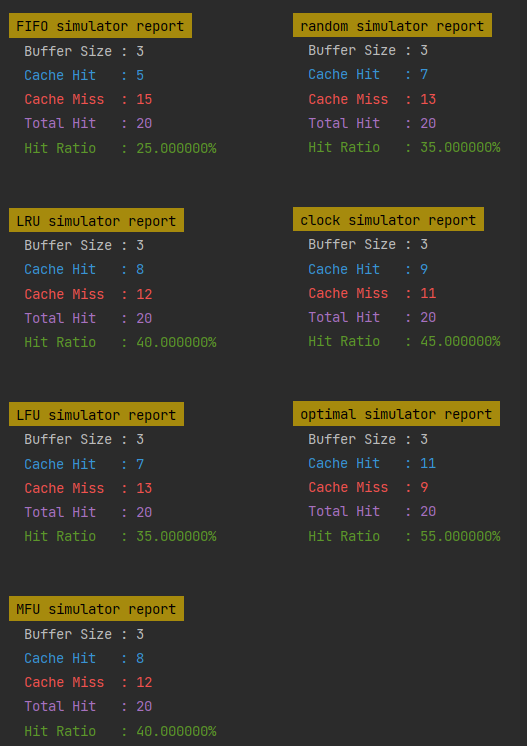 FIFO simulator report
Buffer Size : 3
Cache Hit   : 5
Cache Miss  : 15
Total Hit   : 20
Hit Ratio   : 25.000000%
LRU simulator report
Buffer Size : 3
Cache Hit   : 8
Cache Miss  : 12
Total Hit   : 20
Hit Ratio   : 40.000000%
LFU simulator report
Buffer Size : 3
Cache Hit   : 7
Cache Miss  : 13
Total Hit   : 20
Hit Ratio   : 35.000000%
MFU simulator report
Buffer Size : 3
Cache Hit   : 8
Cache Miss  : 12
Total Hit   : 20
Hit Ratio   : 40.000000%
random simulator report
Buffer Size : 3
Cache Hit   : 7
Cache Miss  : 13
Total Hit   : 20
Hit Ratio   : 35.000000%
clock simulator report
Buffer Size : 3
Cache Hit   : 9
Cache Miss  : 11
Total Hit   : 20
Hit Ratio   : 45.000000%
optimal simulator report
Buffer Size : 3
Cache Hit   : 11
Cache Miss  : 9
Total Hit   : 20
Hit Ratio   : 55.000000%